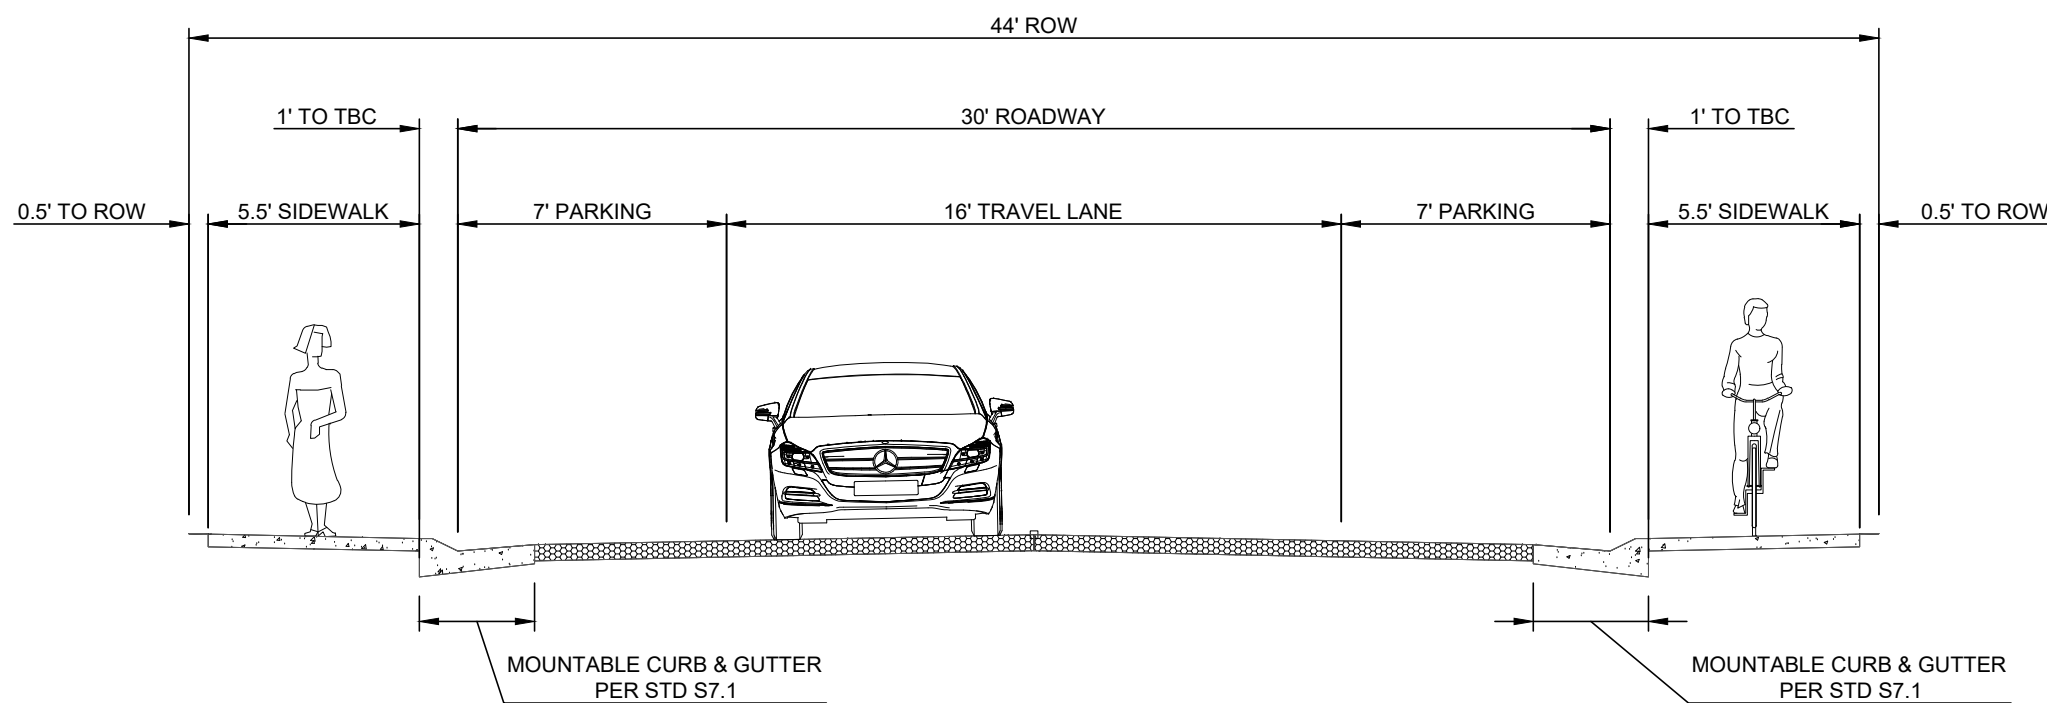 44' ROW
1' TO TBC
30' ROADWAY
1' TO TBC
0.5' TO ROW
5.5' SIDEWALK
7' PARKING
16' TRAVEL LANE
7' PARKING
5.5' SIDEWALK
0.5' TO ROW
MOUNTABLE CURB & GUTTER
PER STD S7.1
MOUNTABLE CURB & GUTTER
PER STD S7.1